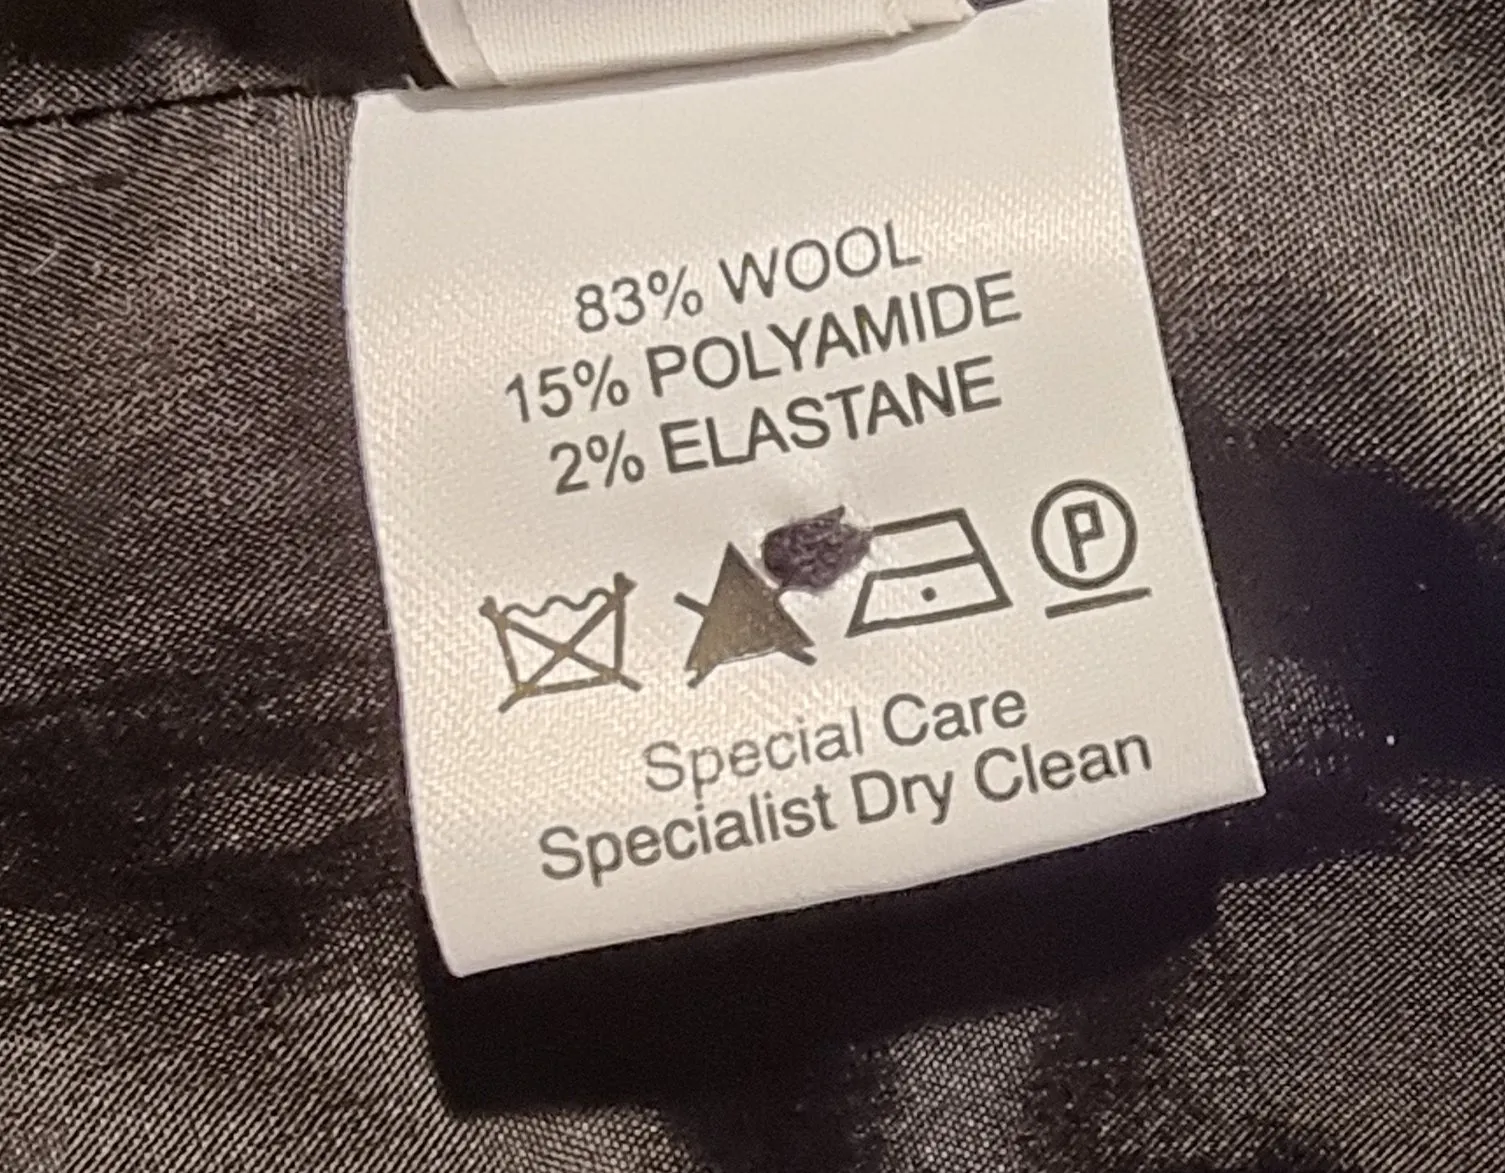 83% WOOL
15% POLYAMIDE
2% ELASTANE
P
Special Care
Specialist Dry Clean